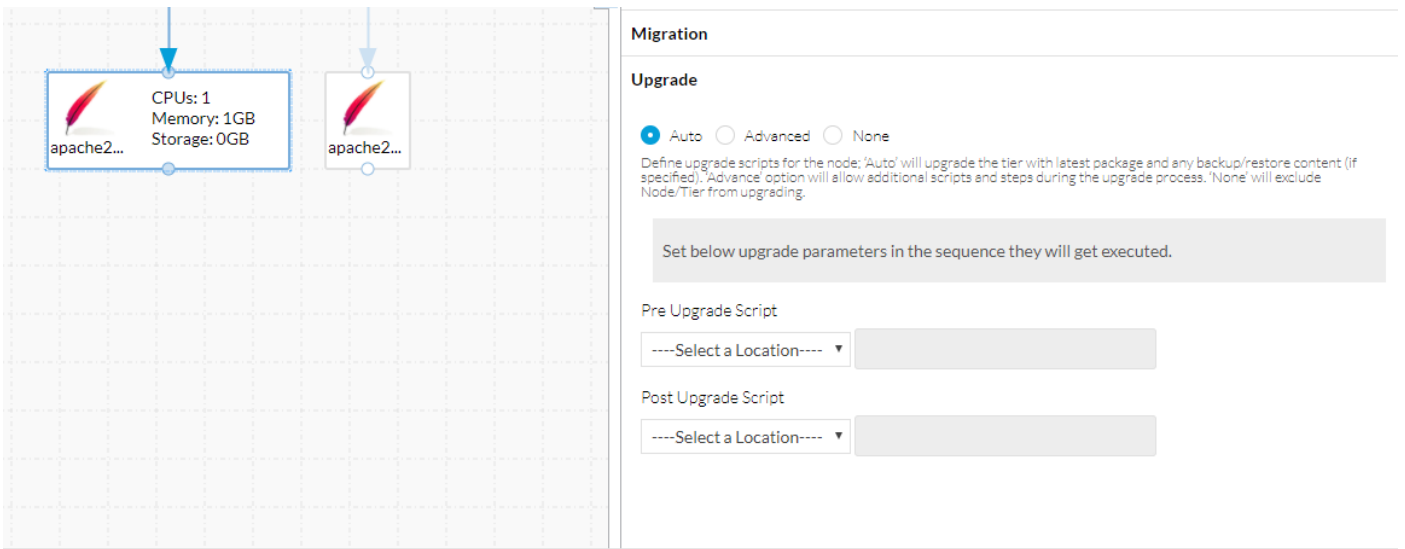 CPUs: 1
Memory: 1GB
Storage: 0GB
apache2...
apache2...
Migration
Upgrade
Auto Advanced None
Define upgrade scripts for the node; 'Auto' will upgrade the tier with latest package and any backup/restore content (if
specified). 'Advance' option will allow additional scripts and steps during the upgrade process. 'None' will exclude
Node/Tier from upgrading.
Set below upgrade parameters in the sequence they will get executed.
Pre Upgrade Script
----Select a Location----
Post Upgrade Script
----Select a Location----